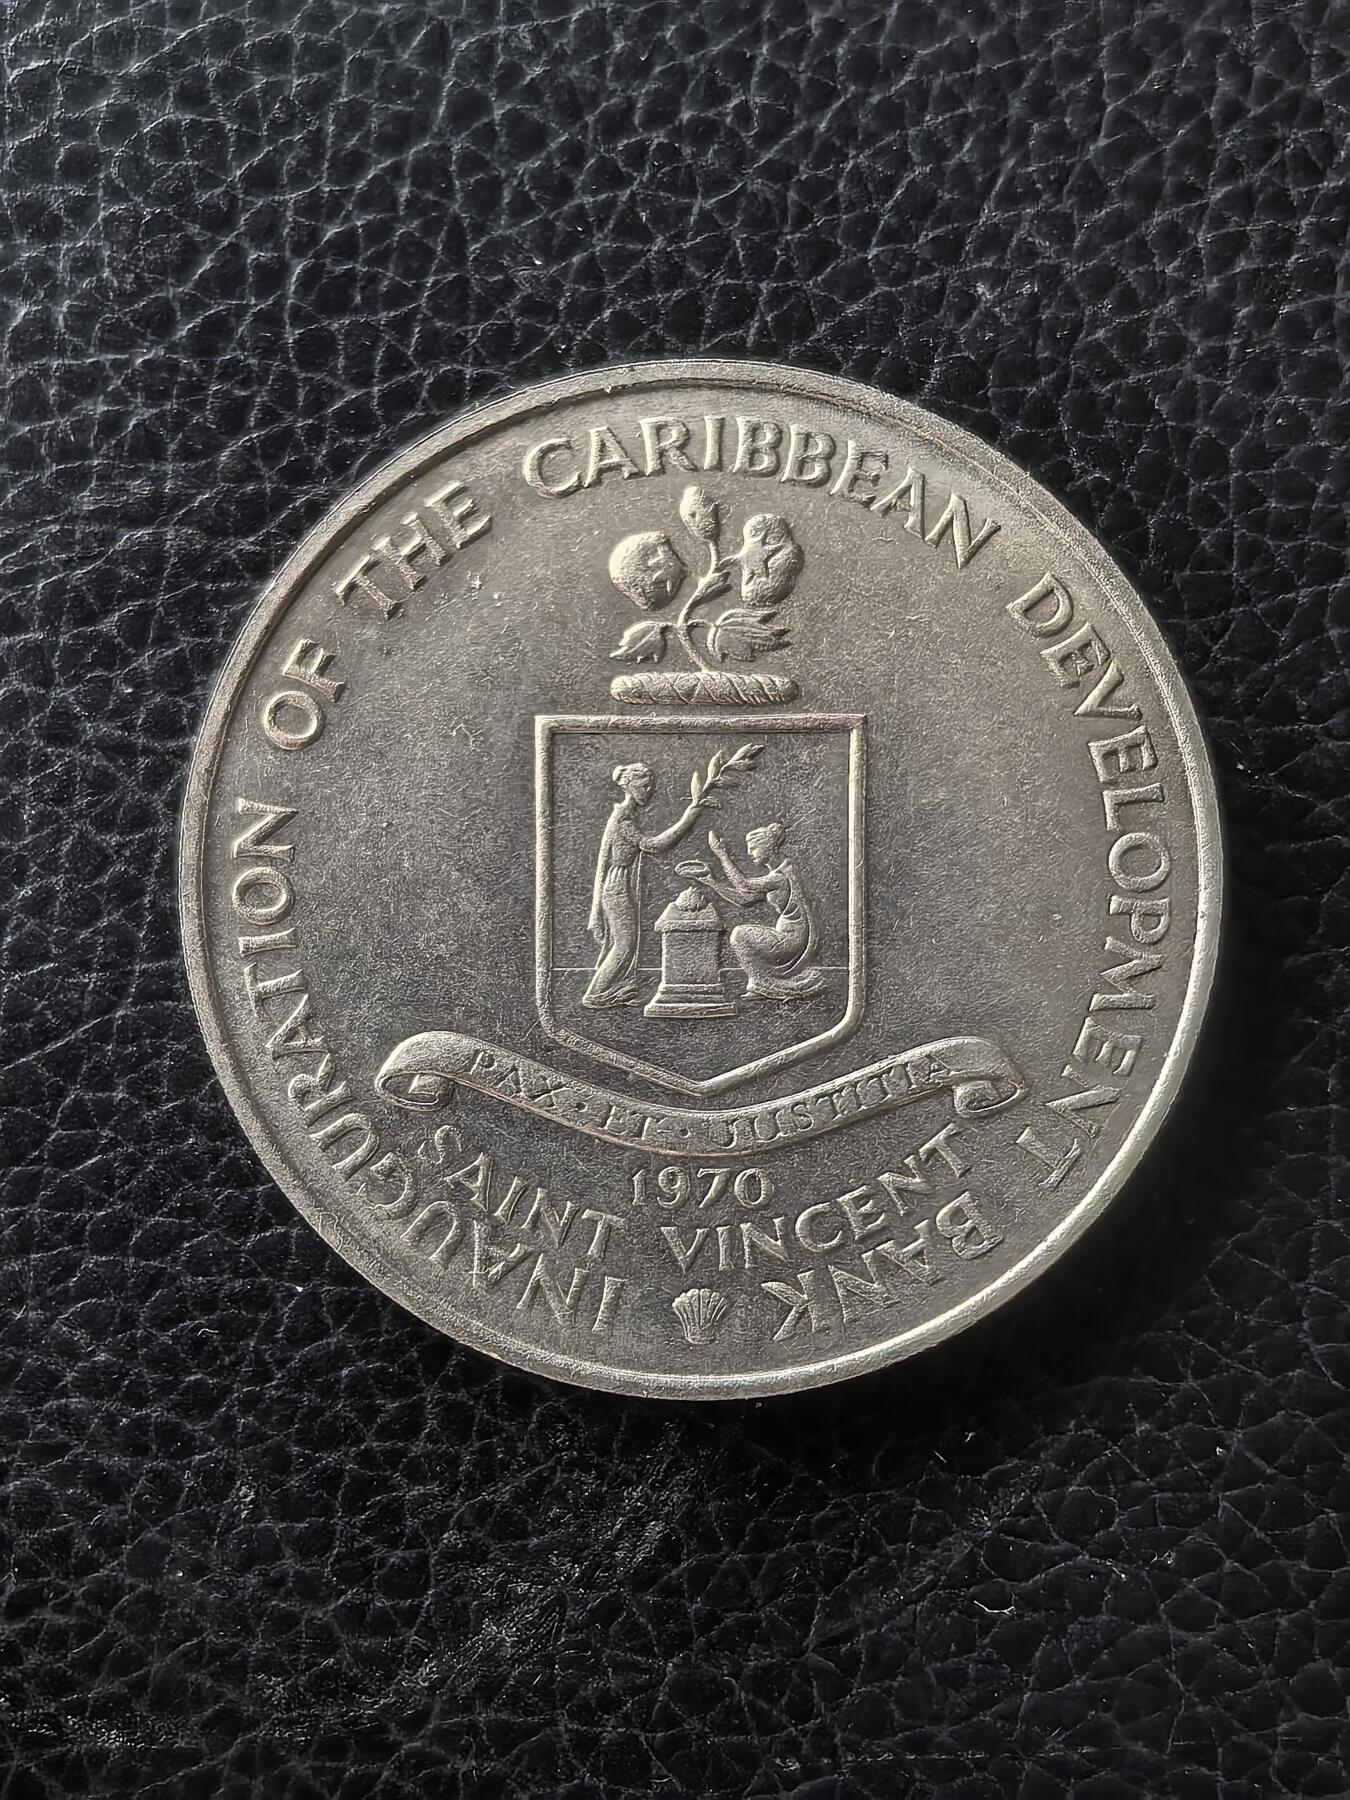 INAUGURATION OF THE CARIBBEAN DEVELOPMENT BANK
PAX · ET · JUSTITIA
1970
SAINT VINCENT